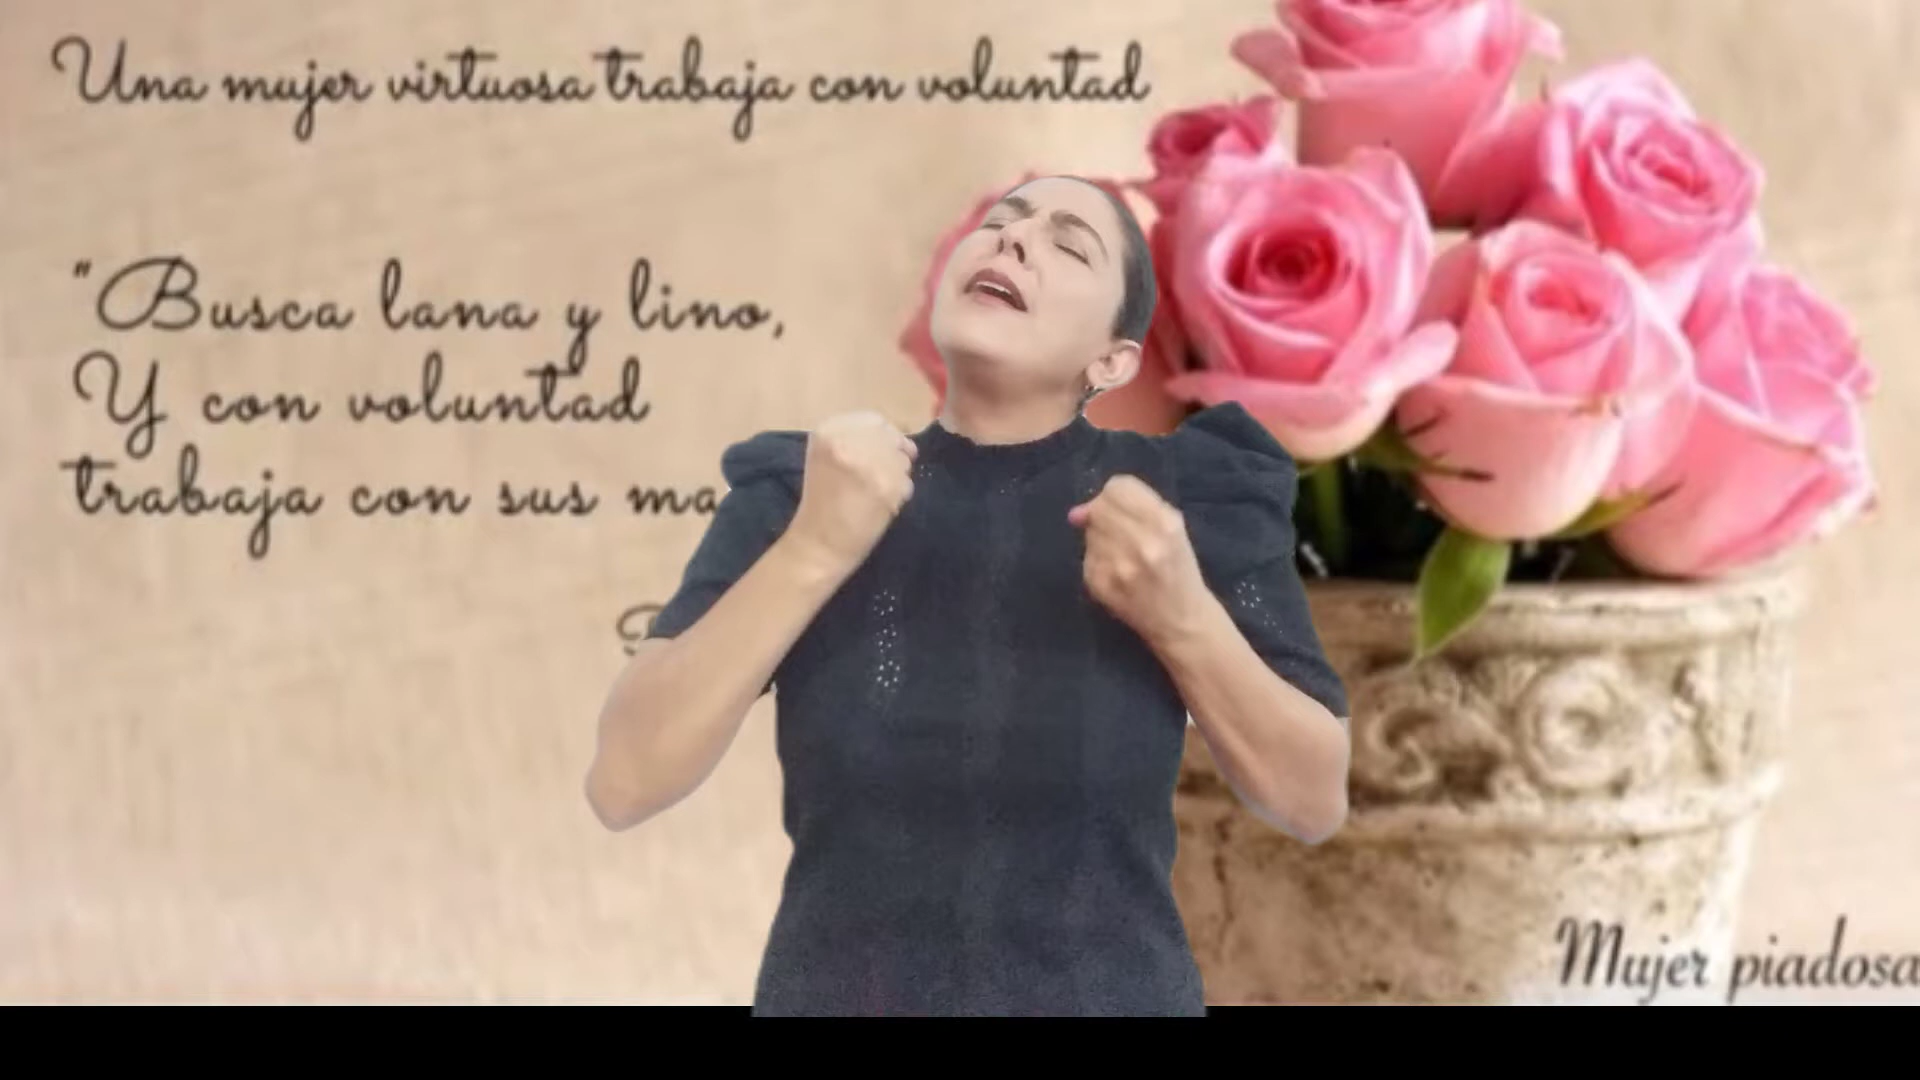 Una mujer virtuosa trabaja con voluntad
"Busca lana y lino,
Y con voluntad
trabaja con sus ma
Mujer piadosa